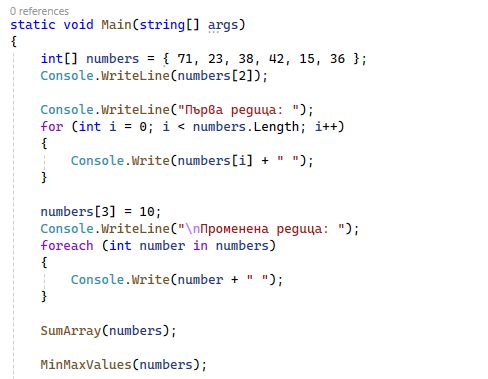 0 references
static void Main(string[] args)
{
int[] numbers = { 71, 23, 38, 42, 15, 36 };
Console.WriteLine(numbers[2]);
Console.WriteLine("Първа редица: ");
for (int i = 0; i < numbers.Length; i++)
{
Console.Write(numbers[i] + " ");
}
numbers[3] = 10;
Console.WriteLine("\nПроменена редица: ");
foreach (int number in numbers)
{
Console.Write(number + " ");
}
SumArray(numbers);
MinMaxValues(numbers);